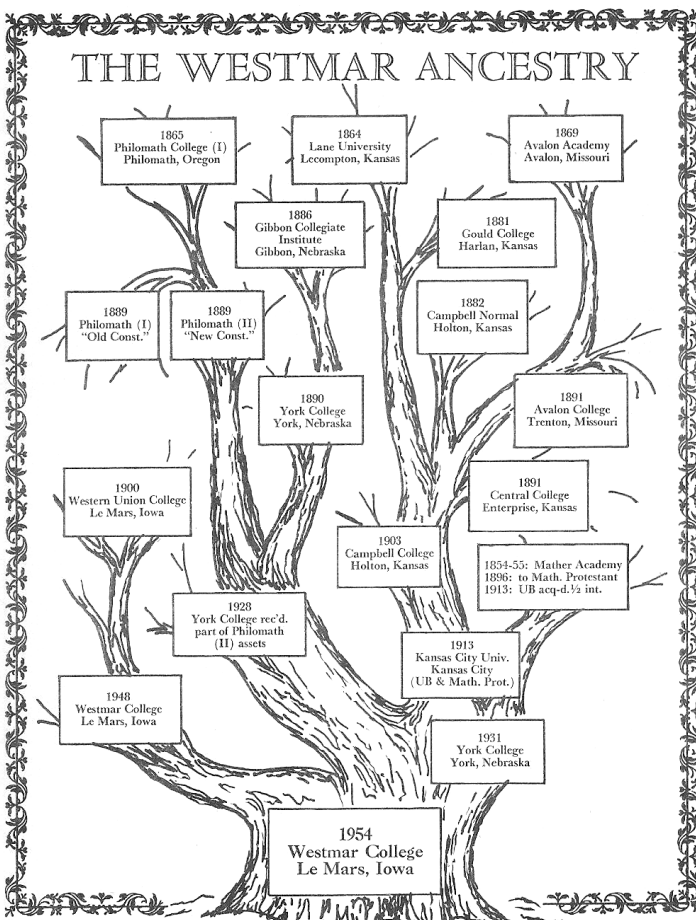 THE WESTMAR ANCESTRY
1865
Philomath College (I)
Philomath, Oregon
1864
Lane University
Lecompton, Kansas
1869
Avalon Academy
Avalon, Missouri
1886
Gibbon Collegiate
Institute
Gibbon, Nebraska
1881
Gould College
Harlan, Kansas
1889
Philomath (I)
"Old Const."
1889
Philomath (II)
"New Const."
1882
Campbell Normal
Holton, Kansas
1890
York College
York, Nebraska
1891
Avalon College
Trenton, Missouri
1900
Western Union College
Le Mars, Iowa
1891
Central College
Enterprise, Kansas
1903
Campbell College
Holton, Kansas
1854-55: Mather Academy
1896: to Math. Protestant
1913: UB acq-d.½ int.
1928
York College rec'd.
part of Philomath
(II) assets
1913
Kansas City Univ.
Kansas City
(UB & Math. Prot.)
1948
Westmar College
Le Mars, Iowa
1931
York College
York, Nebraska
1954
Westmar College
Le Mars, Iowa